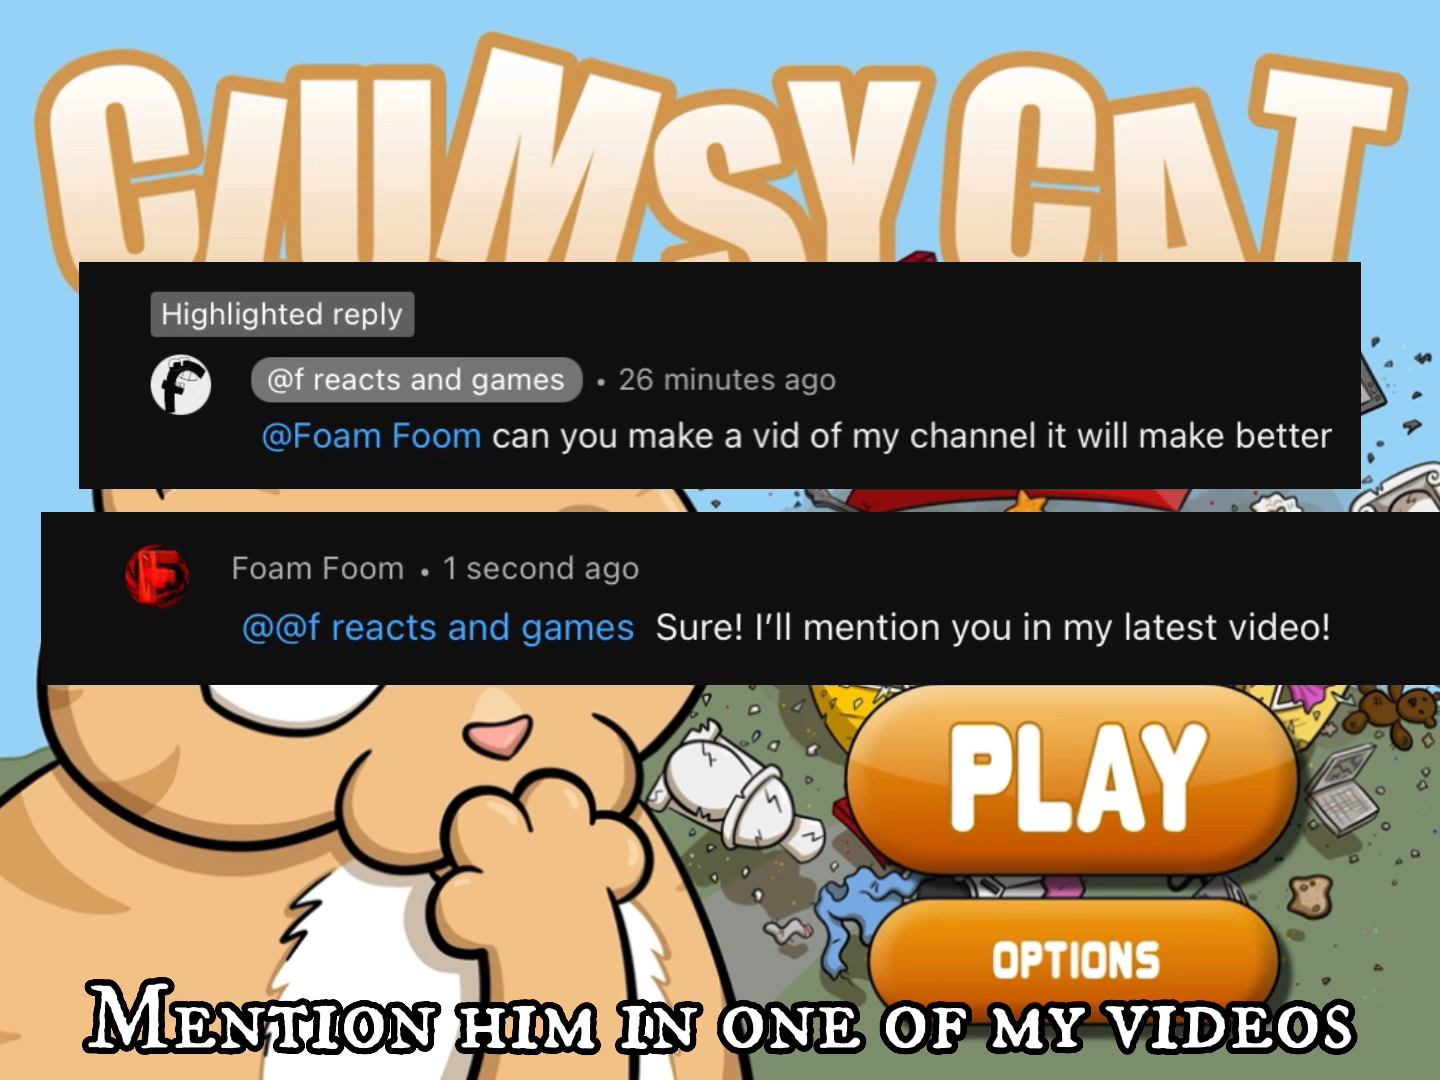 CLUMSY CAT
Highlighted reply
@f reacts and games • 26 minutes ago
@Foam Foom can you make a vid of my channel it will make better
Foam Foom • 1 second ago
@@f reacts and games Sure! I’ll mention you in my latest video!
PLAY
OPTIONS
Mention him in one of my videos